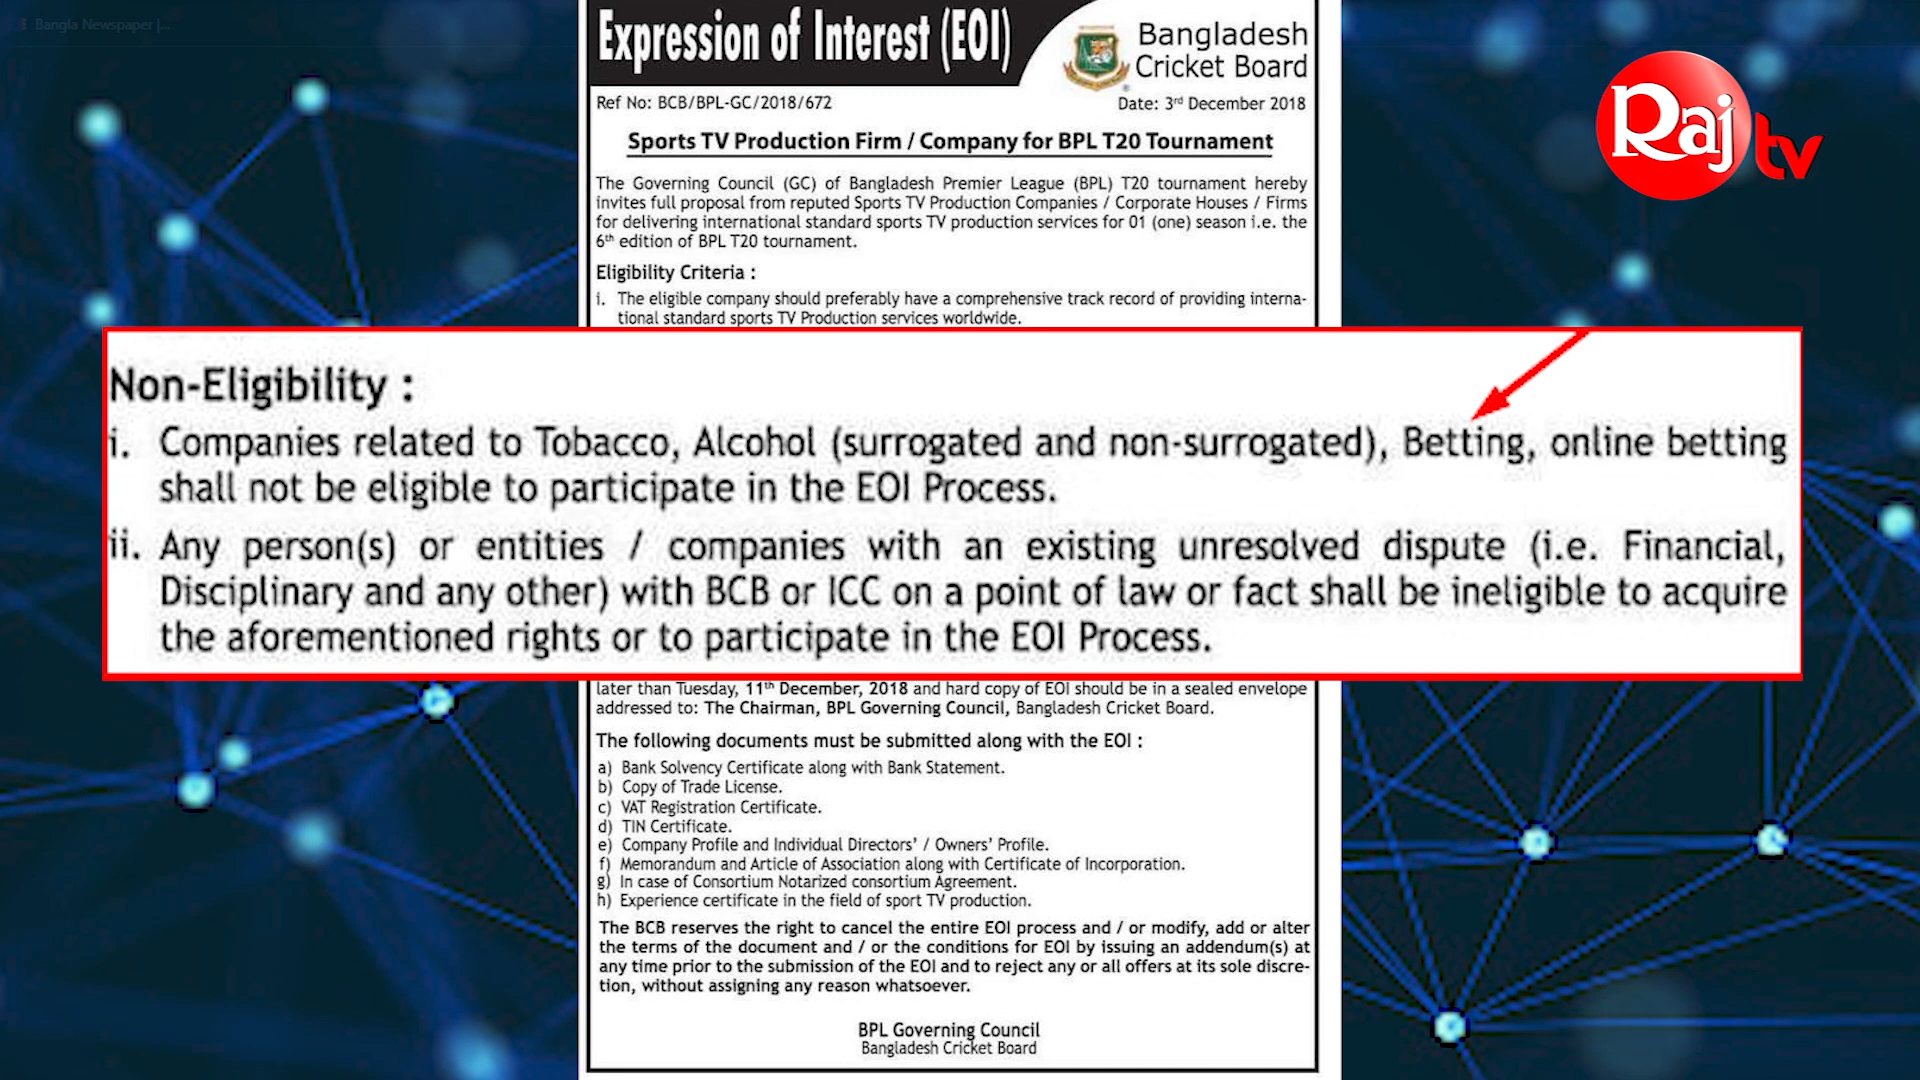 Bangla Newspaper |...
Expression of Interest (EOI)
Bangladesh
Cricket Board
Raj tv
Ref No: BCB/BPL-GC/2018/672
Date: 3rd December 2018
Sports TV Production Firm / Company for BPL T20 Tournament
The Governing Council (GC) of Bangladesh Premier League (BPL) T20 tournament hereby
invites full proposal from reputed Sports TV Production Companies / Corporate Houses / Firms
for delivering international standard sports TV production services for 01 (one) season i.e. the
6th edition of BPL T20 tournament.
Eligibility Criteria :
i. The eligible company should preferably have a comprehensive track record of providing interna-
tional standard sports TV Production services worldwide.
Non-Eligibility :
i. Companies related to Tobacco, Alcohol (surrogated and non-surrogated), Betting, online betting
shall not be eligible to participate in the EOI Process.
ii. Any person(s) or entities / companies with an existing unresolved dispute (i.e. Financial,
Disciplinary and any other) with BCB or ICC on a point of law or fact shall be ineligible to acquire
the aforementioned rights or to participate in the EOI Process.
later than Tuesday, 11th December, 2018 and hard copy of EOI should be in a sealed envelope
addressed to: The Chairman, BPL Governing Council, Bangladesh Cricket Board.
The following documents must be submitted along with the EOI :
a) Bank Solvency Certificate along with Bank Statement.
b) Copy of Trade License.
c) VAT Registration Certificate.
d) TIN Certificate.
e) Company Profile and Individual Directors' / Owners' Profile.
f) Memorandum and Article of Association along with Certificate of Incorporation.
g) In case of Consortium Notarized consortium Agreement.
h) Experience certificate in the field of sport TV production.
The BCB reserves the right to cancel the entire EOI process and / or modify, add or alter
the terms of the document and / or the conditions for EOI by issuing an addendum(s) at
any time prior to the submission of the EOI and to reject any or all offers at its sole discre-
tion, without assigning any reason whatsoever.
BPL Governing Council
Bangladesh Cricket Board